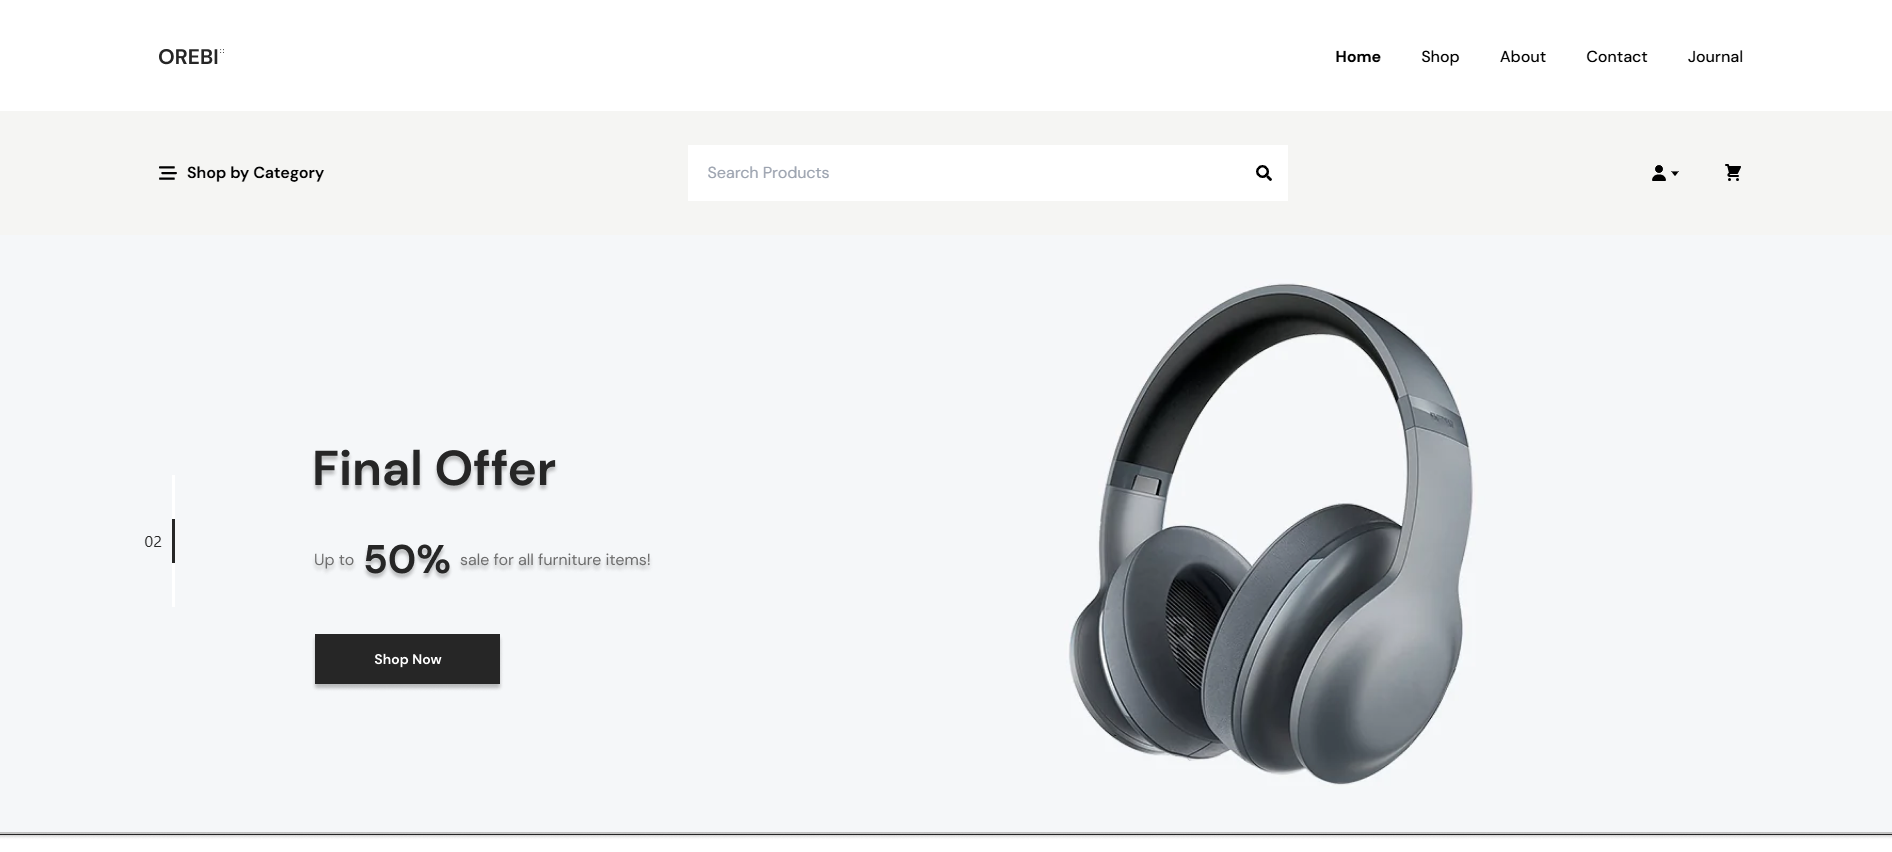 OREBI
Home Shop About Contact Journal
Shop by Category
Search Products
Final Offer
02
Up to 50% sale for all furniture items!
Shop Now